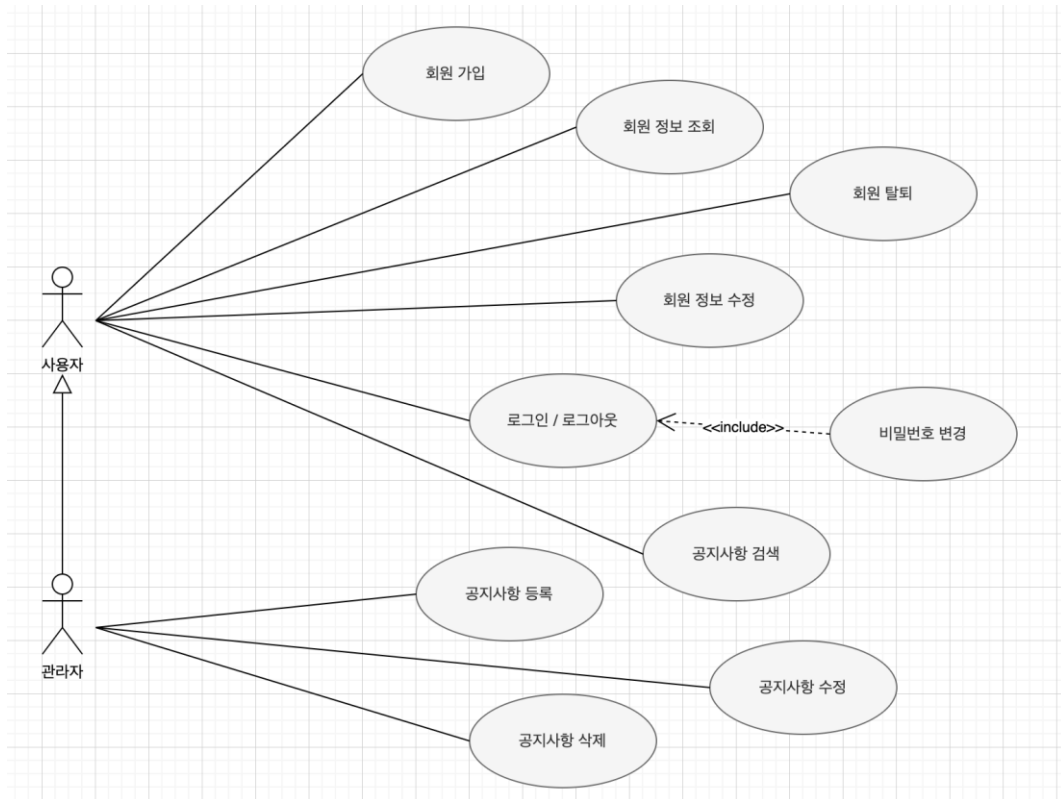 회원 가입
회원 정보 조회
회원 탈퇴
회원 정보 수정
사용자
로그인 / 로그아웃
<<include>>
비밀번호 변경
공지사항 검색
공지사항 등록
관라자
공지사항 수정
공지사항 삭제